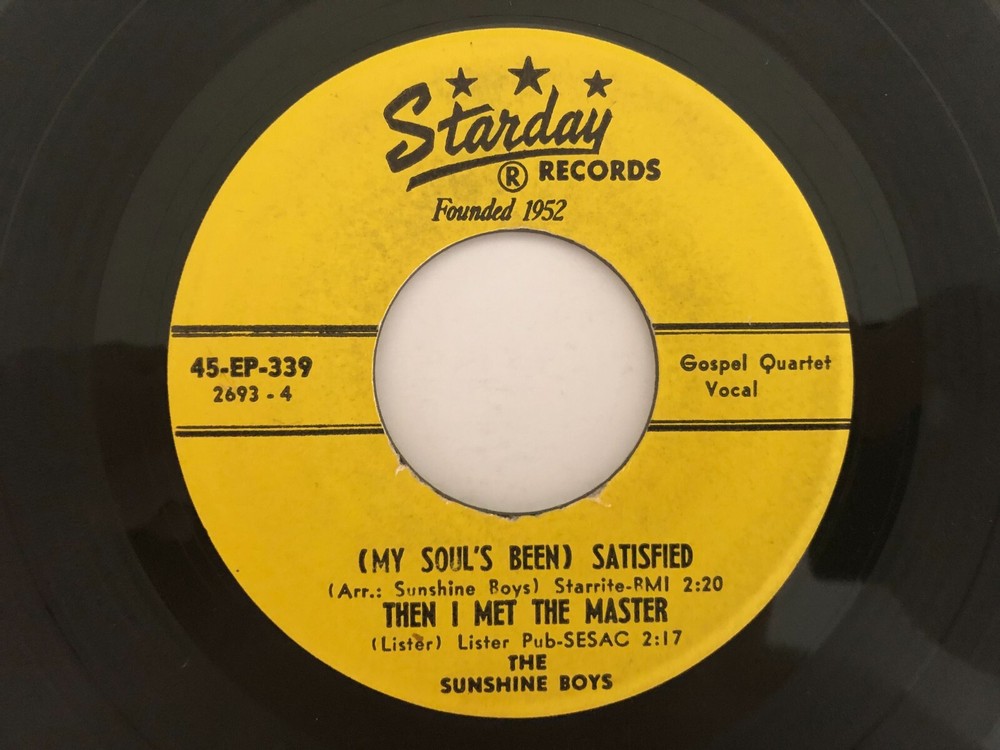 Starday
® RECORDS
Founded 1952
45-EP-339
2693 - 4
Gospel Quartet
Vocal
(MY SOUL'S BEEN) SATISFIED
(Arr.: Sunshine Boys) Starrite-BMI 2:20
THEN I MET THE MASTER
(Lister) Lister Pub-SESAC 2:17
THE
SUNSHINE BOYS